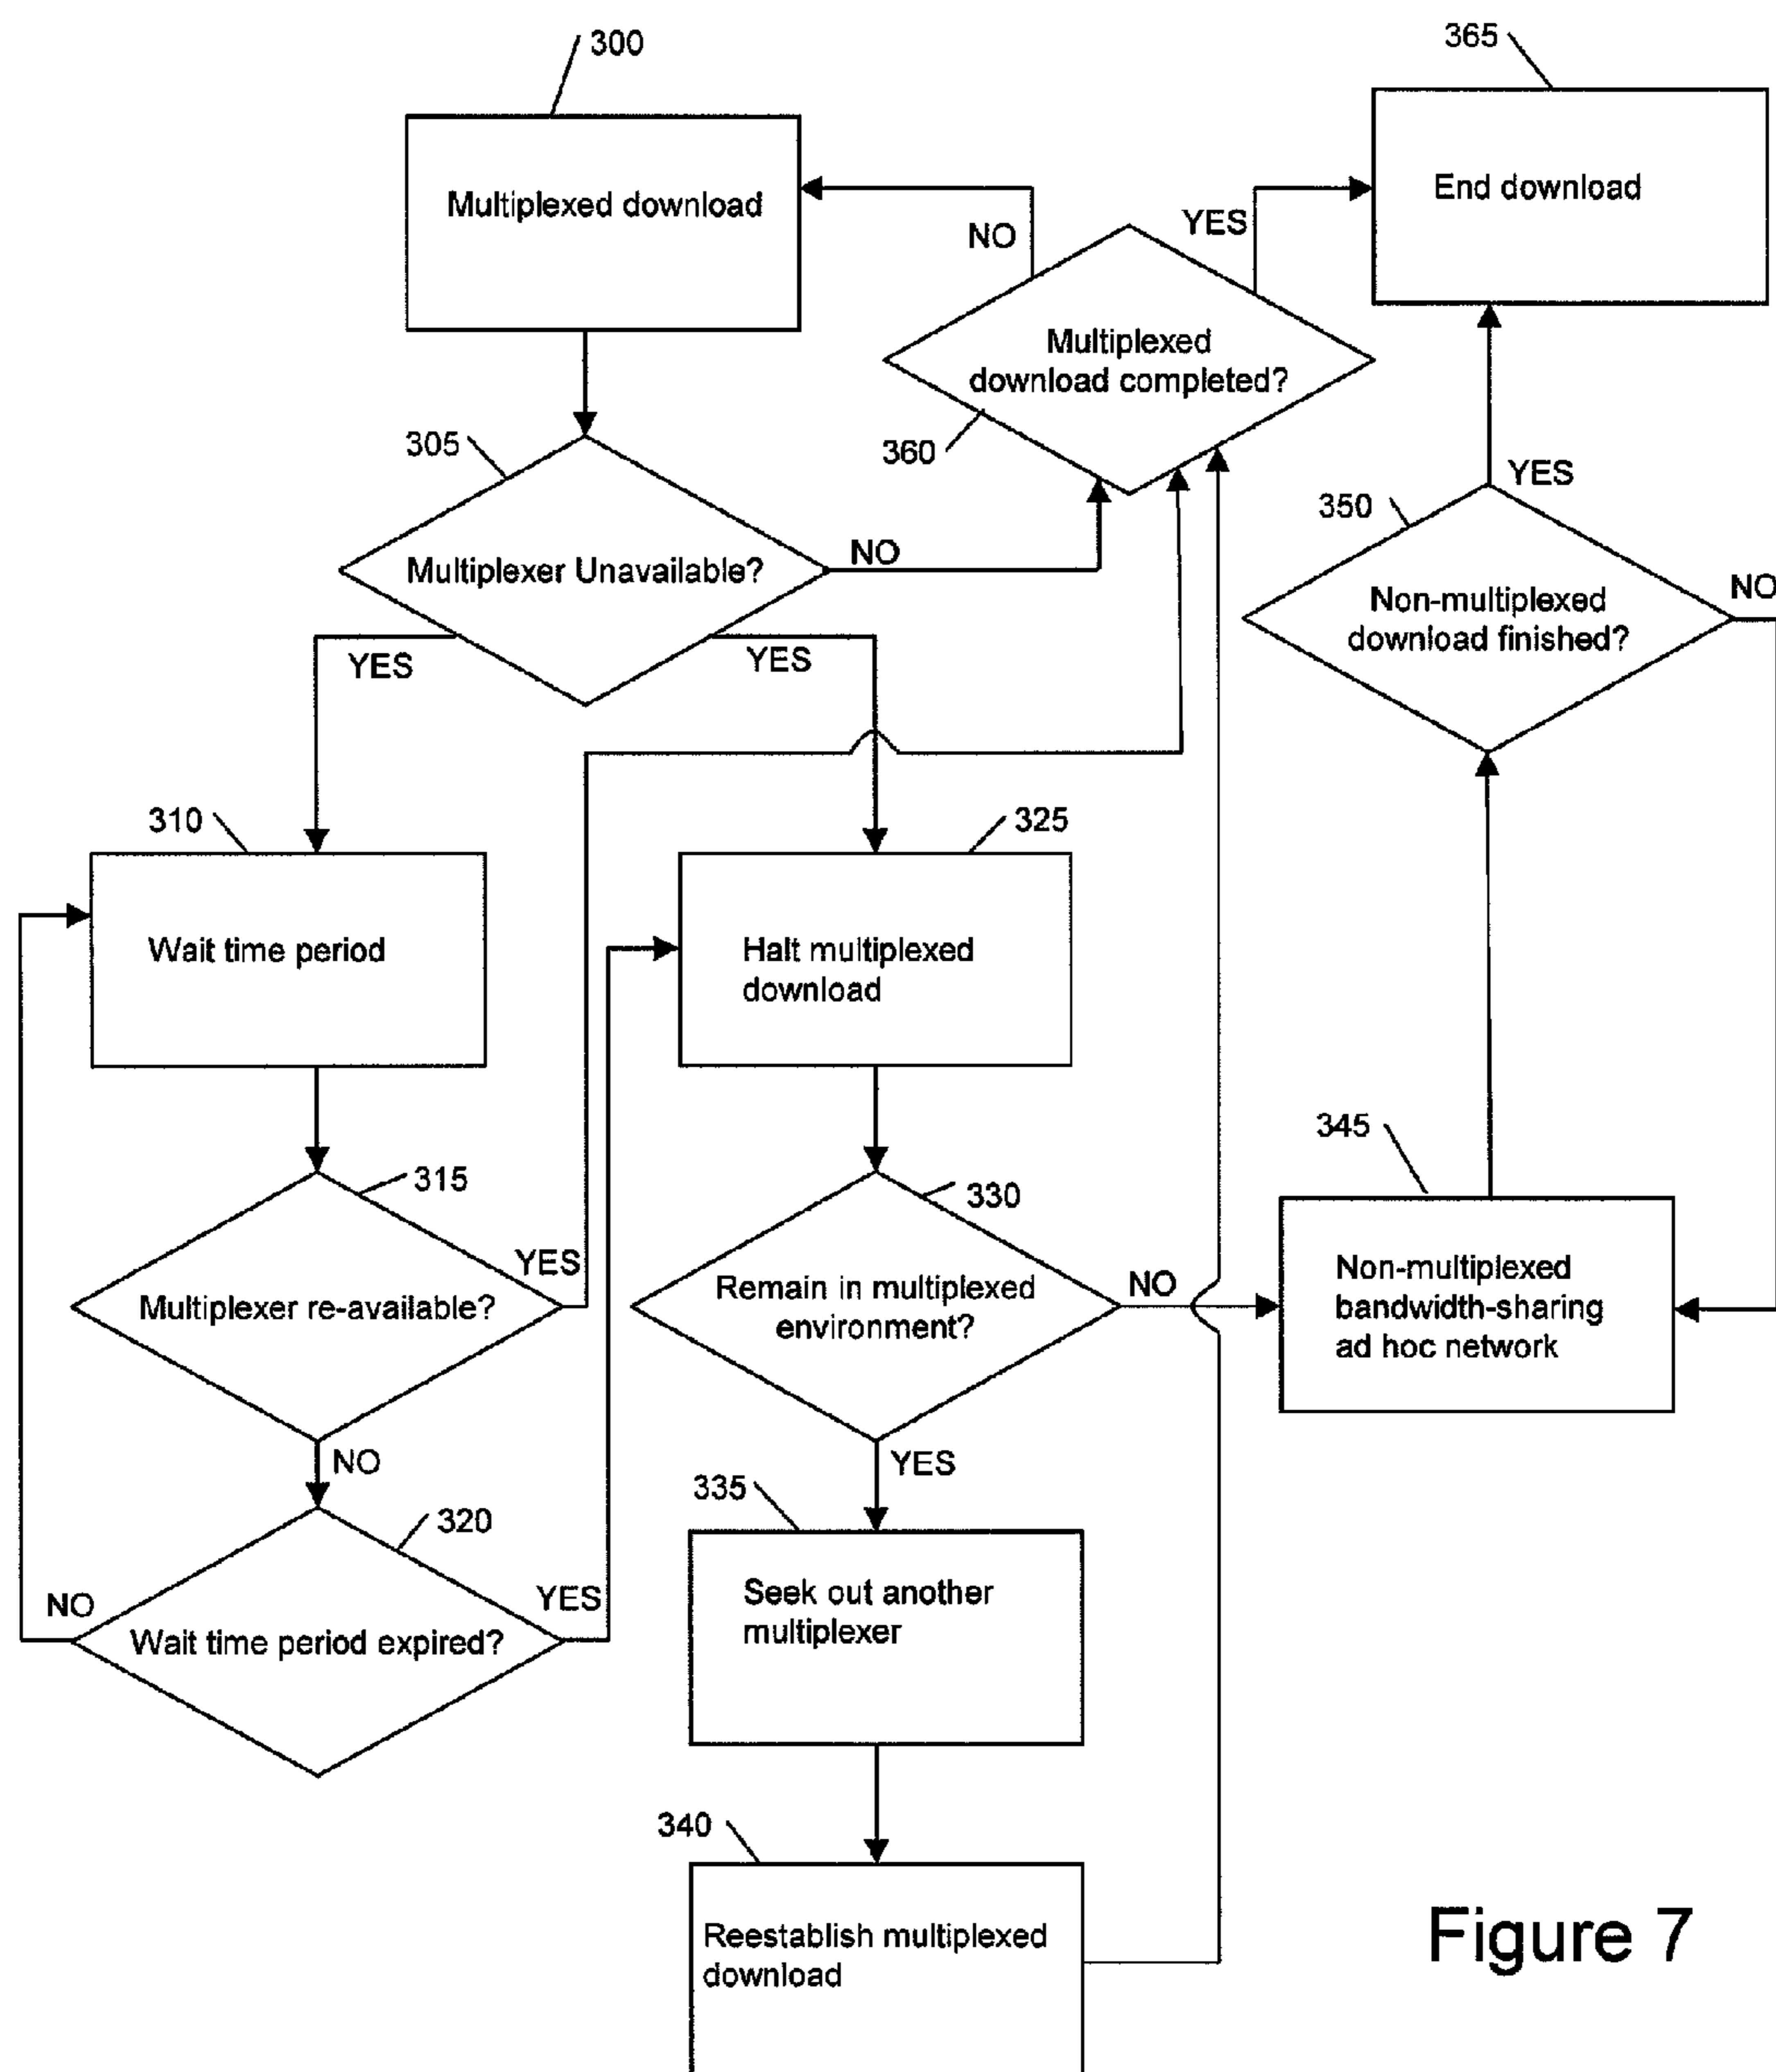 300
365
Multiplexed download
End download
NO
YES
Multiplexed
download completed?
360
305
Multiplexer Unavailable?
NO
YES
YES
350
YES
NO
Non-multiplexed
download finished?
310
325
Wait time period
Halt multiplexed
download
315
Multiplexer re-available?
YES
NO
330
Remain in multiplexed
environment?
NO
YES
345
Non-multiplexed
bandwidth-sharing
ad hoc network
320
Wait time period expired?
NO
YES
335
Seek out another
multiplexer
340
Reestablish multiplexed
download
Figure 7